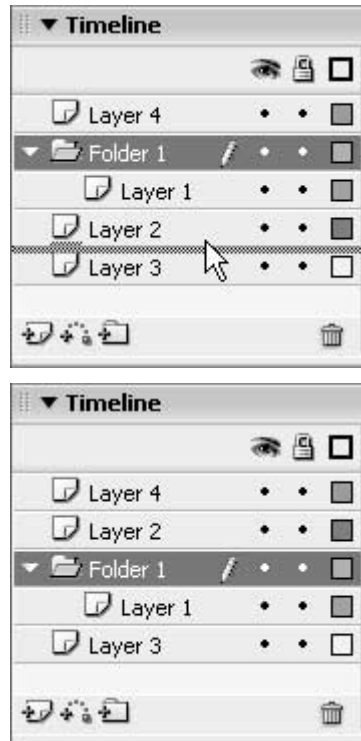 Timeline
Layer 4
Folder 1
Layer 1
Layer 2
Layer 3
Timeline
Layer 4
Layer 2
Folder 1
Layer 1
Layer 3